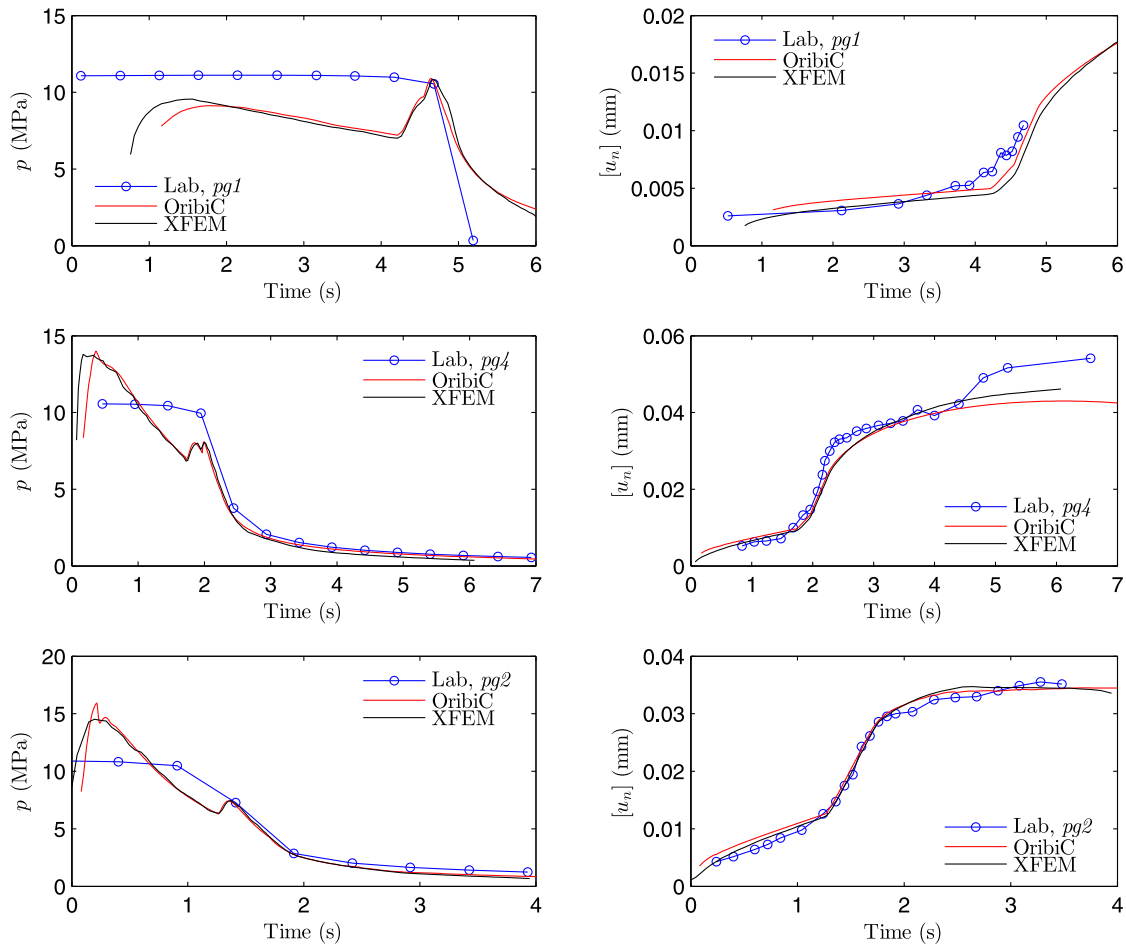 15
10
5
0
p (MPa)
Lab, pg1
OribiC
XFEM
0 1 2 3 4 5 6
Time (s)
0.02
0.015
0.01
0.005
0
[u_n] (mm)
Lab, pg1
OribiC
XFEM
0 1 2 3 4 5 6
Time (s)
15
10
5
0
p (MPa)
Lab, pg4
OribiC
XFEM
0 1 2 3 4 5 6 7
Time (s)
0.06
0.04
0.02
0
[u_n] (mm)
Lab, pg4
OribiC
XFEM
0 1 2 3 4 5 6 7
Time (s)
20
15
10
5
0
p (MPa)
Lab, pg2
OribiC
XFEM
0 1 2 3 4
Time (s)
0.04
0.03
0.02
0.01
0
[u_n] (mm)
Lab, pg2
OribiC
XFEM
0 1 2 3 4
Time (s)